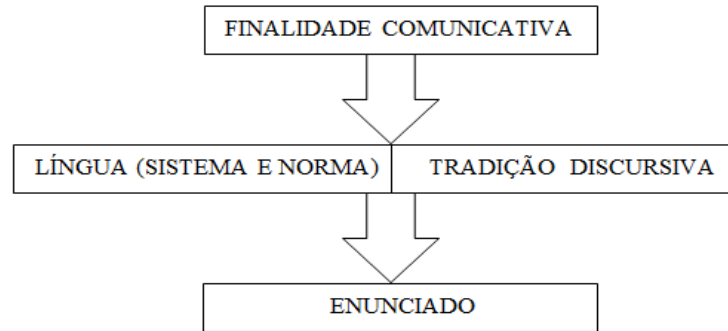 FINALIDADE COMUNICATIVA
LÍNGUA (SISTEMA E NORMA)
TRADIÇÃO DISCURSIVA
ENUNCIADO